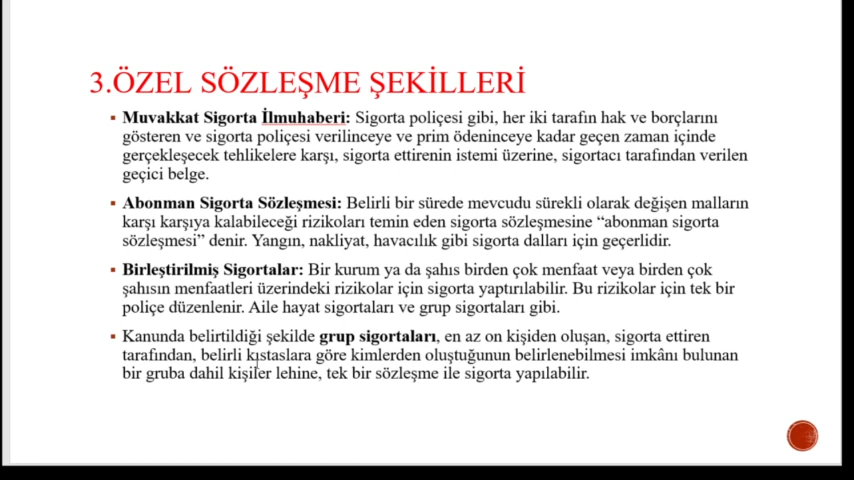 3.ÖZEL SÖZLEŞME ŞEKİLLERİ
▪ Muvakkat Sigorta İlmuhaberi: Sigorta poliçesi gibi, her iki tarafın hak ve borçlarını
gösteren ve sigorta poliçesi verilinceye ve prim ödeninceye kadar geçen zaman içinde
gerçekleşecek tehlikelere karşı, sigorta ettirenin istemi üzerine, sigortacı tarafından verilen
geçici belge.
▪ Abonman Sigorta Sözleşmesi: Belirli bir sürede mevcudu sürekli olarak değişen malların
karşı karşıya kalabileceği rizikoları temin eden sigorta sözleşmesine “abonman sigorta
sözleşmesi” denir. Yangın, nakliyat, havacılık gibi sigorta dalları için geçerlidir.
▪ Birleştirilmiş Sigortalar: Bir kurum ya da şahıs birden çok menfaat veya birden çok
şahısın menfaatleri üzerindeki rizikolar için sigorta yaptırılabilir. Bu rizikolar için tek bir
poliçe düzenlenir. Aile hayat sigortaları ve grup sigortaları gibi.
▪ Kanunda belirtildiği şekilde grup sigortaları, en az on kişiden oluşan, sigorta ettiren
tarafından, belirli kıstaslara göre kimlerden oluştuğunun belirlenebilmesi imkânı bulunan
bir gruba dahil kişiler lehine, tek bir sözleşme ile sigorta yapılabilir.